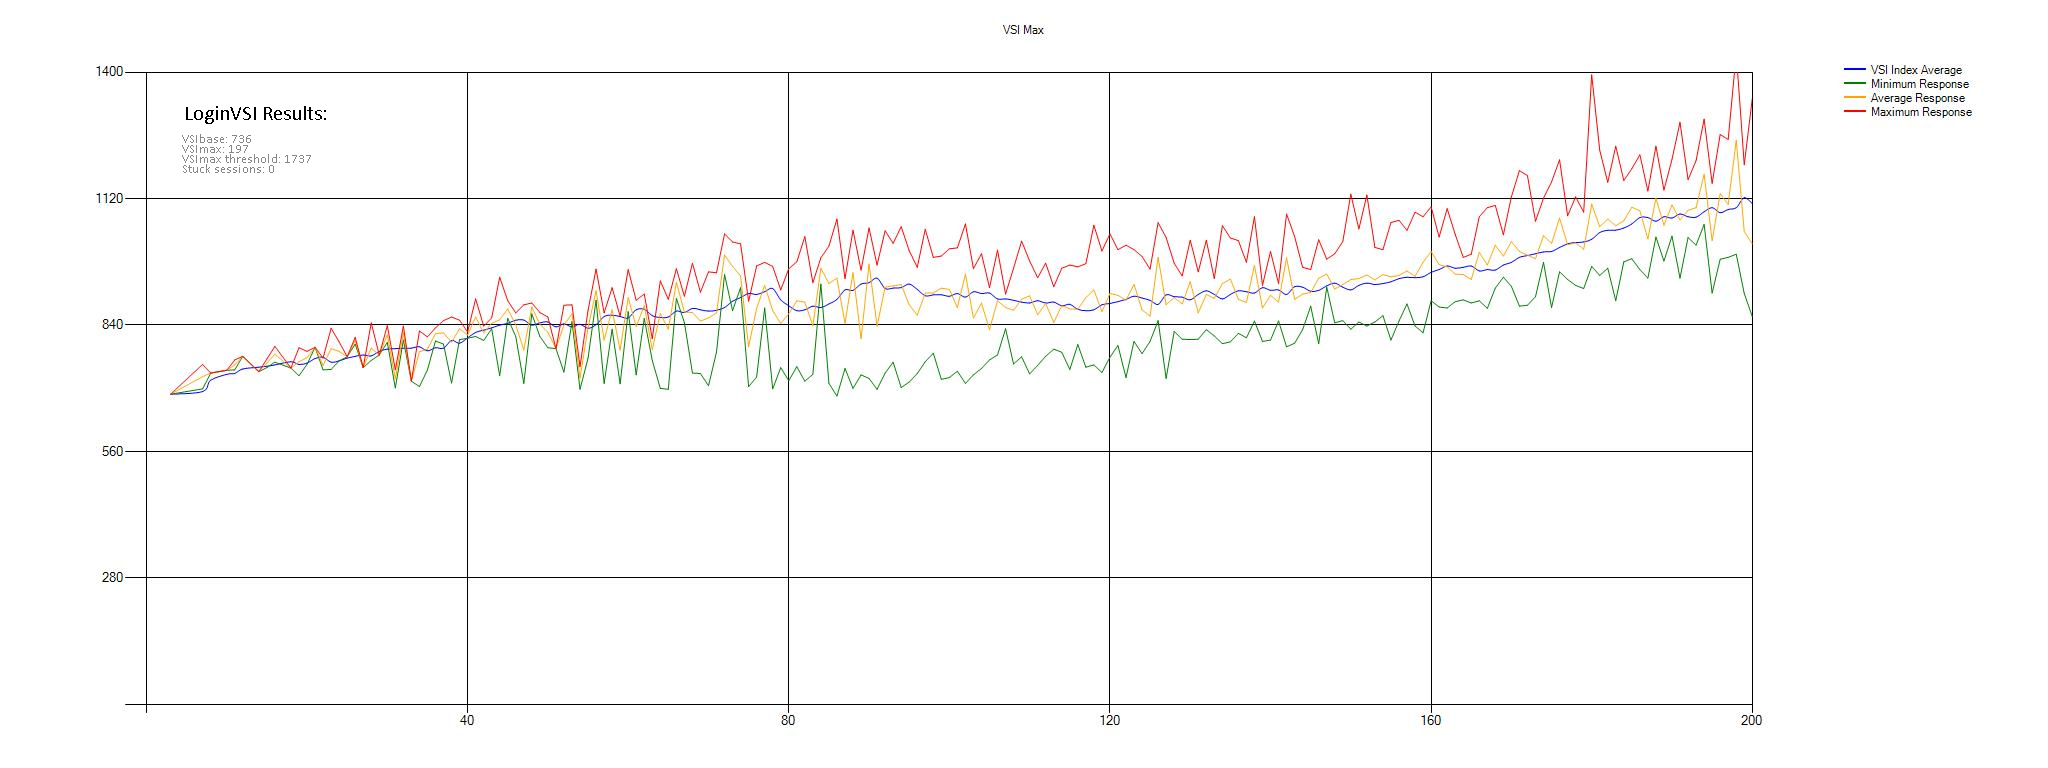 VSI Max
1400
1120
840
560
280
40
80
120
160
200
LoginVSI Results:
VSIbase: 736
VSImax: 197
VSImax threshold: 1737
Stuck sessions: 0
VSI Index Average
Minimum Response
Average Response
Maximum Response